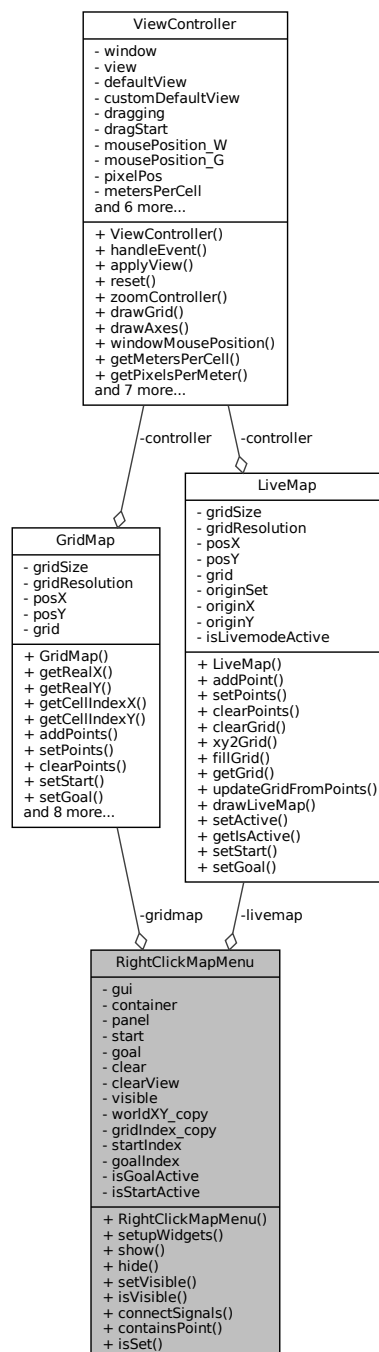 ViewController
- window
- view
- defaultView
- customDefaultView
- dragging
- dragStart
- mousePosition_W
- mousePosition_G
- pixelPos
- metersPerCell
and 6 more...
+ ViewController()
+ handleEvent()
+ applyView()
+ reset()
+ zoomController()
+ drawGrid()
+ drawAxes()
+ windowMousePosition()
+ getMetersPerCell()
+ getPixelsPerMeter()
and 7 more...
-controller
-controller
GridMap
- gridSize
- gridResolution
- posX
- posY
- grid
+ GridMap()
+ getRealX()
+ getRealY()
+ getCellIndexX()
+ getCellIndexY()
+ addPoints()
+ setPoints()
+ clearPoints()
+ setStart()
+ setGoal()
and 8 more...
LiveMap
- gridSize
- gridResolution
- posX
- posY
- grid
- originSet
- originX
- originY
- isLivemodeActive
+ LiveMap()
+ addPoint()
+ setPoints()
+ clearPoints()
+ clearGrid()
+ xy2Grid()
+ fillGrid()
+ getGrid()
+ updateGridFromPoints()
+ drawLiveMap()
+ setActive()
+ getIsActive()
+ setStart()
+ setGoal()
-gridmap
-livemap
RightClickMapMenu
- gui
- container
- panel
- start
- goal
- clear
- clearView
- visible
- worldXY_copy
- gridIndex_copy
- startIndex
- goalIndex
- isGoalActive
- isStartActive
+ RightClickMapMenu()
+ setupWidgets()
+ show()
+ hide()
+ setVisible()
+ isVisible()
+ connectSignals()
+ containsPoint()
+ isSet()